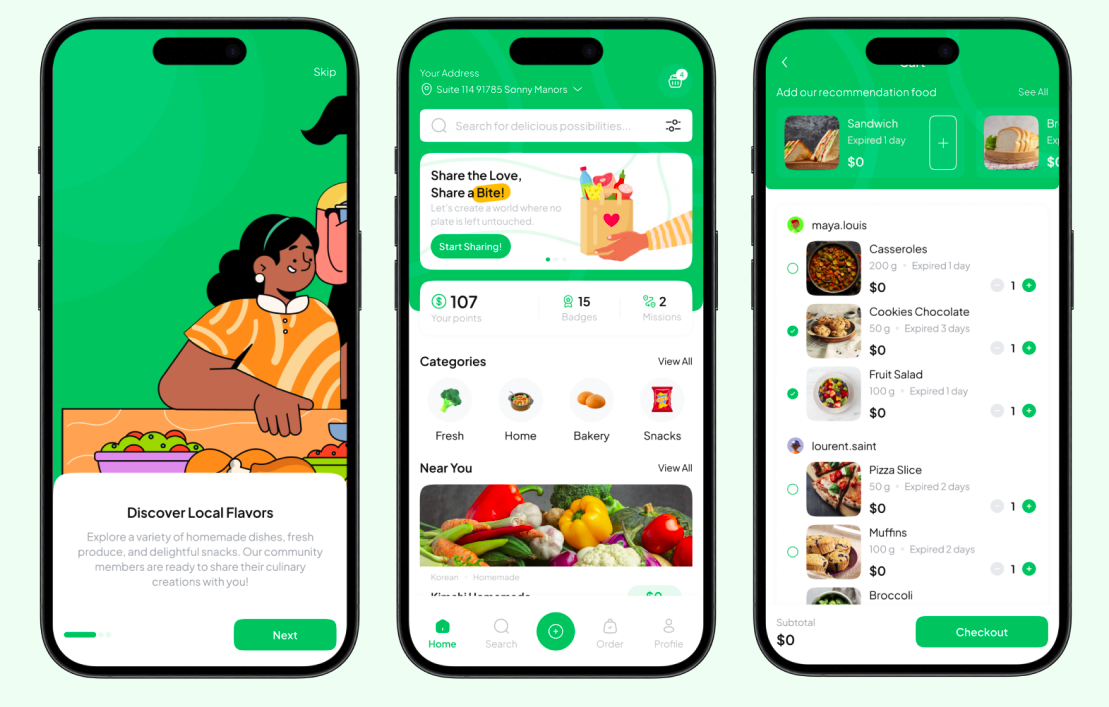 Skip
Discover Local Flavors
Explore a variety of homemade dishes, fresh
produce, and delightful snacks. Our community
members are ready to share their culinary
creations with you!
Next
Your Address
Suite 114 91785 Sonny Manors
4
Search for delicious possibilities...
Share the Love,
Share a Bite!
Let's create a world where no
plate is left untouched.
Start Sharing!
107
Your points
15
Badges
2
Missions
Categories
View All
Fresh
Home
Bakery
Snacks
Near You
View All
Korean • Homemade
Kimchi Homemade
$0
Home
Search
Order
Profile
Cart
Add our recommendation food
See All
Sandwich
Expired 1 day
$0
+
Br
Ex
$0
maya.louis
Casseroles
200 g • Expired 1 day
$0
- 1 +
Cookies Chocolate
50 g • Expired 3 days
$0
- 1 +
Fruit Salad
100 g • Expired 1 day
$0
- 1 +
lourent.saint
Pizza Slice
50 g • Expired 2 days
$0
- 1 +
Muffins
100 g • Expired 2 days
$0
- 1 +
Broccoli
Subtotal
$0
Checkout